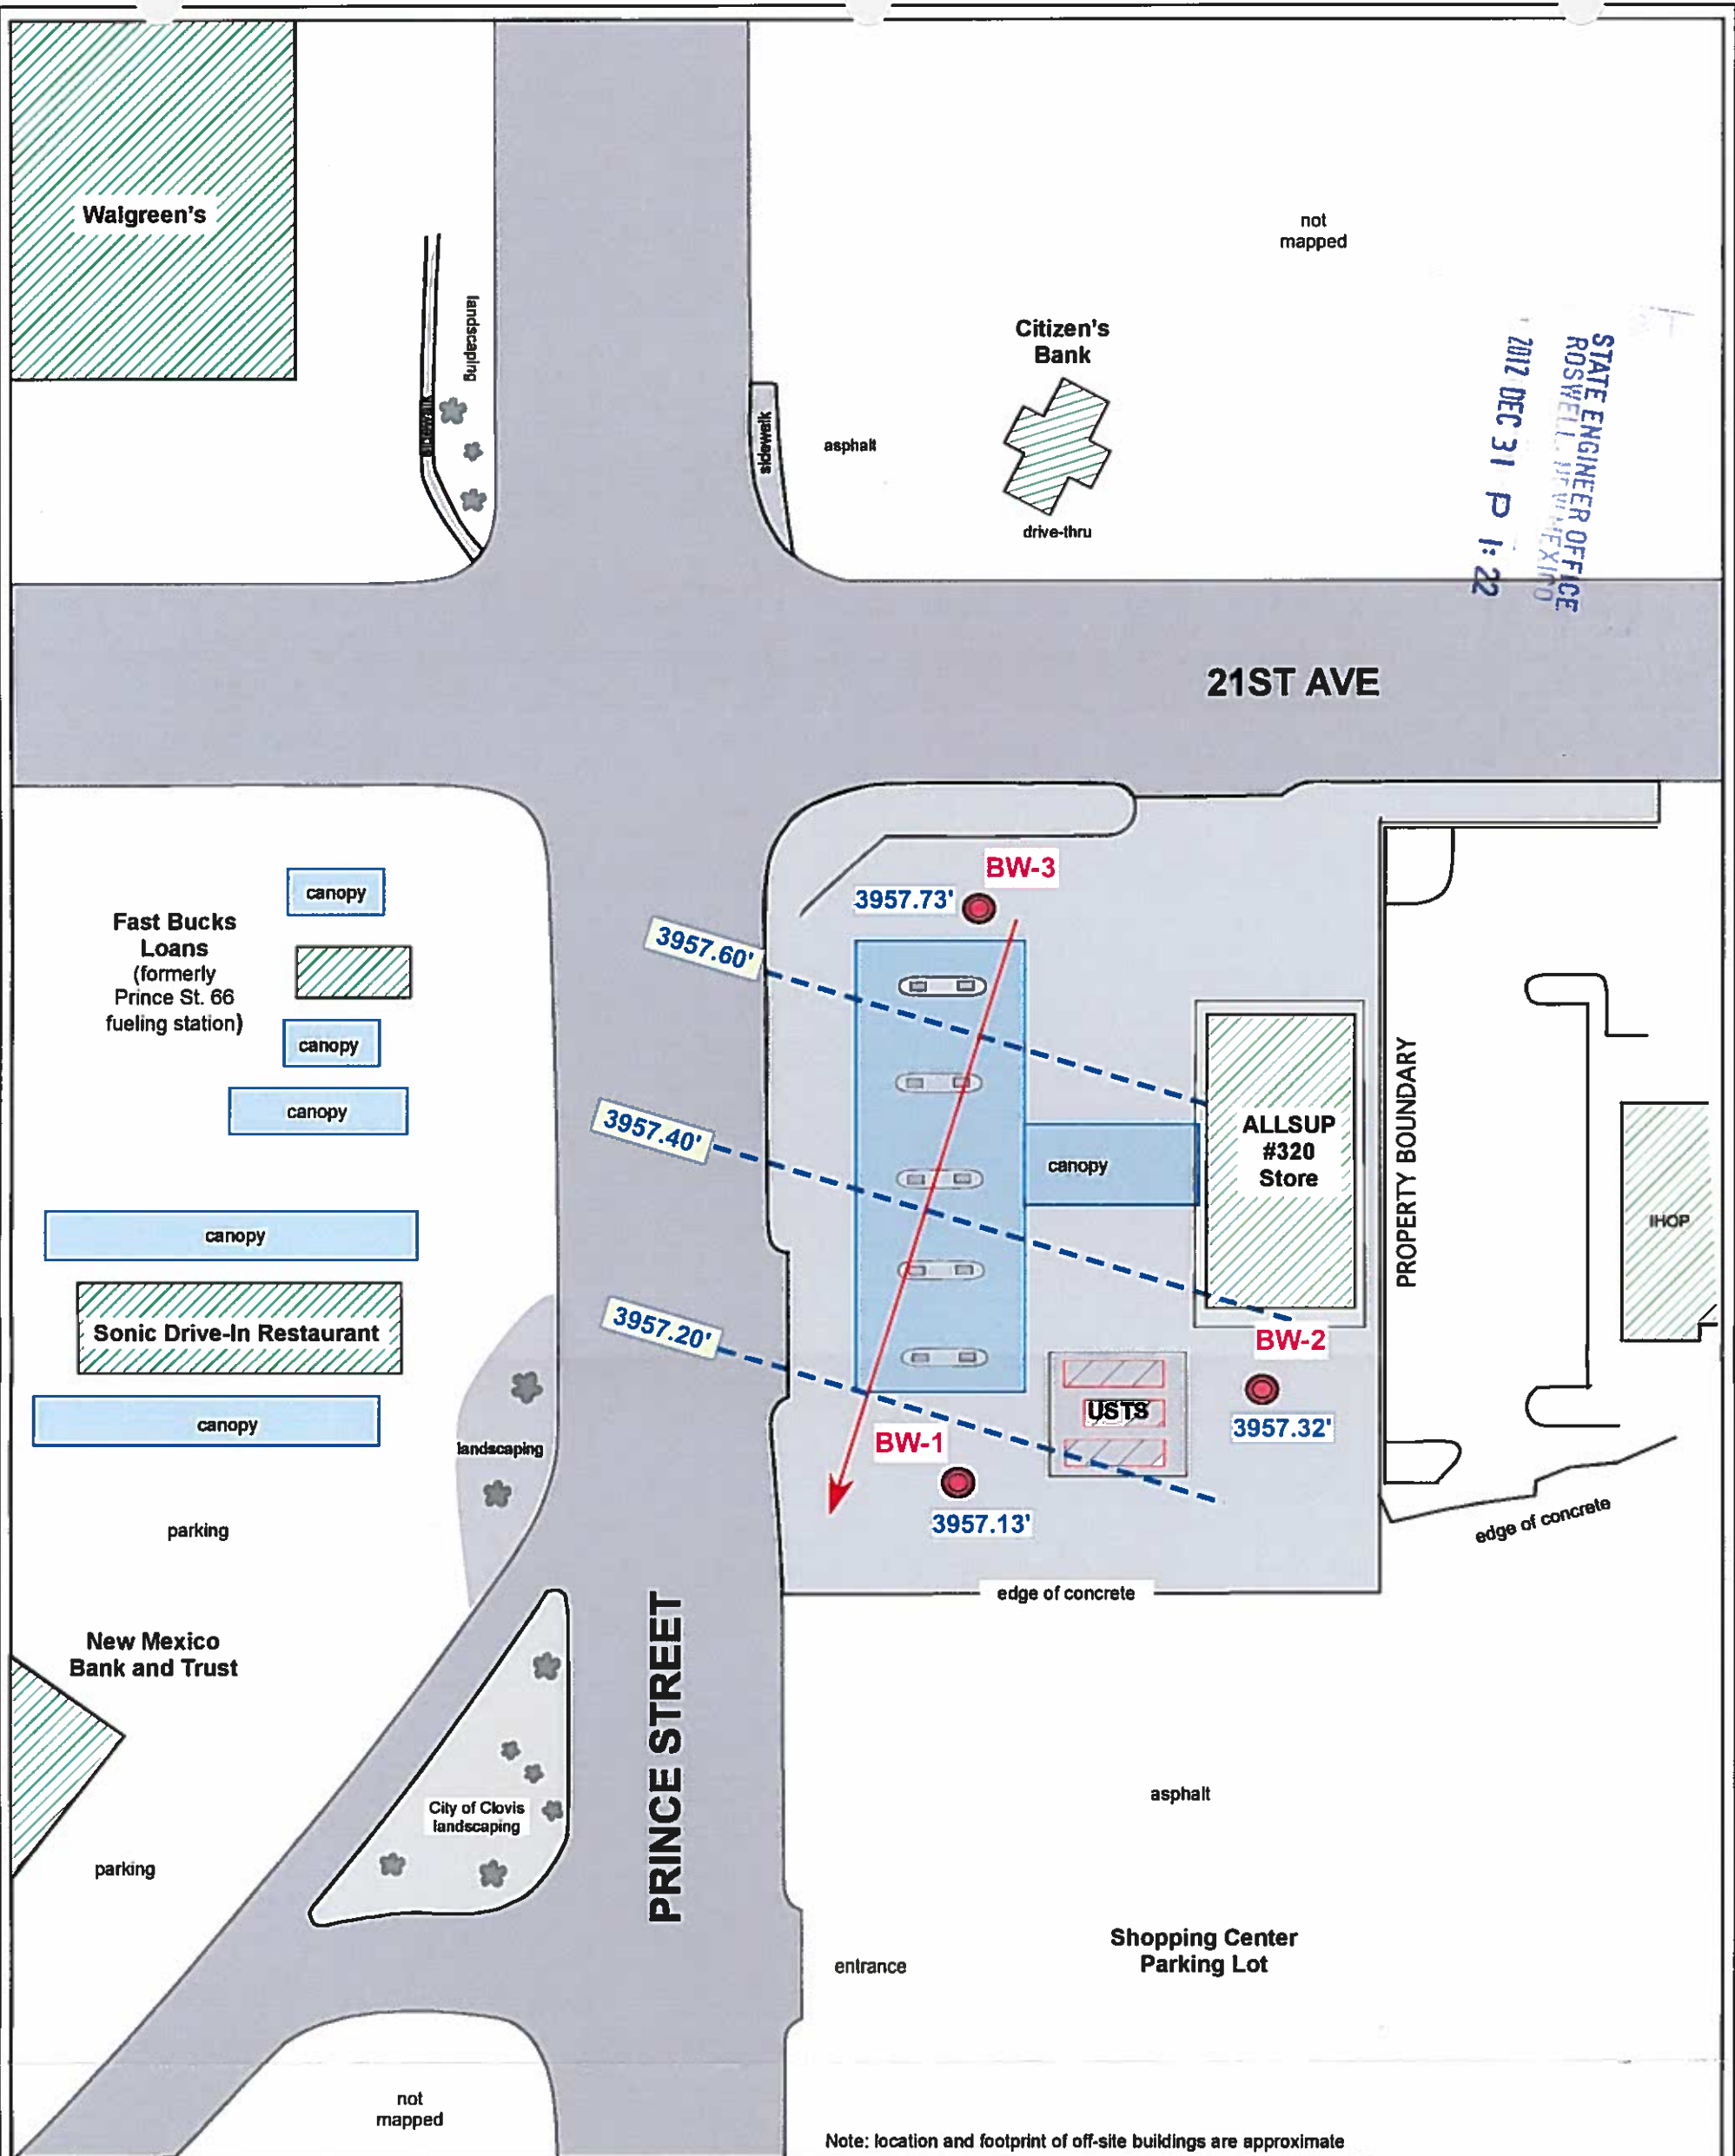 Walgreen's
landscaping
sidewalk
sidewalk
asphalt
Citizen's
Bank
drive-thru
not
mapped
STATE ENGINEER OFFICE
ROSWELL, NEW MEXICO
2012 DEC 31 P 1:22
21ST AVE
canopy
Fast Bucks
Loans
(formerly
Prince St. 66
fueling station)
canopy
canopy
canopy
Sonic Drive-In Restaurant
canopy
landscaping
parking
BW-3
3957.73'
3957.60'
3957.40'
3957.20'
canopy
ALLSUP
#320
Store
PROPERTY BOUNDARY
IHOP
BW-2
3957.32'
USTS
BW-1
3957.13'
edge of concrete
edge of concrete
New Mexico
Bank and Trust
parking
City of Clovis
landscaping
PRINCE STREET
asphalt
entrance
Shopping Center
Parking Lot
not
mapped
Note: location and footprint of off-site buildings are approximate